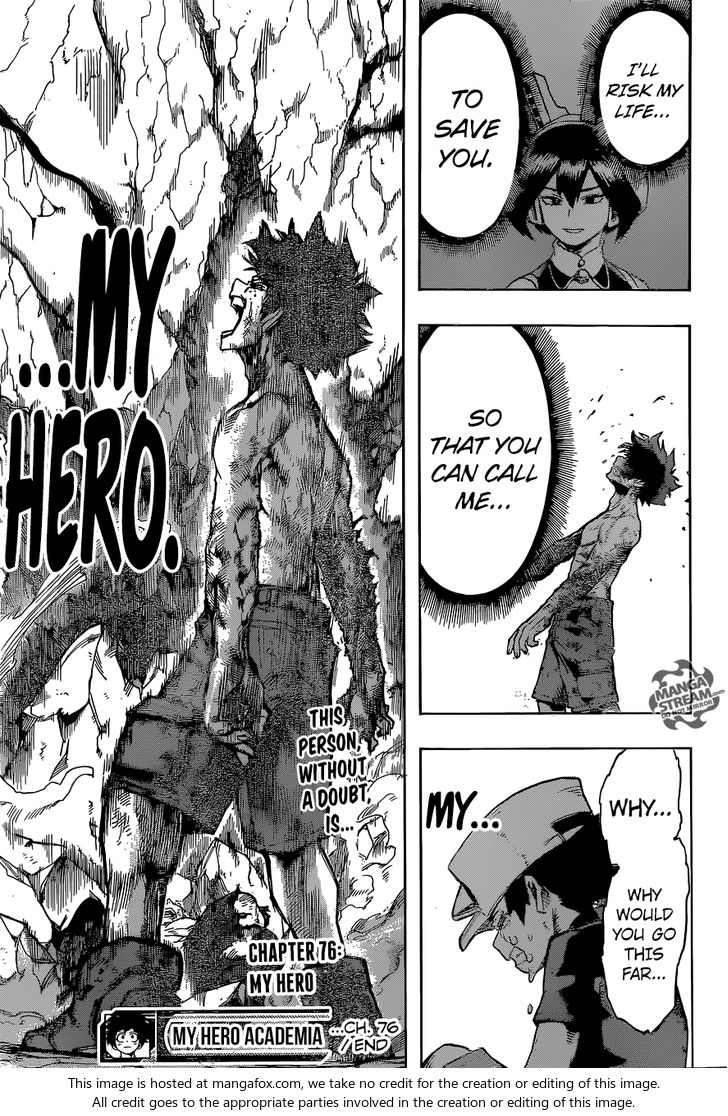 I'LL
RISK MY
LIFE...
TO
SAVE
YOU.
SO
THAT YOU
CAN CALL
ME...
MANGA
STREAM.com
DO NOT MIRROR
WHY...
WHY
WOULD
YOU GO
THIS
FAR...
MY...
...MY
HERO.
THIS
PERSON,
WITHOUT
A DOUBT,
IS...
CHAPTER 76:
MY HERO
MY HERO ACADEMIA
...CH. 76
/ END
This image is hosted at mangafox.com, we take no credit for the creation or editing of this image.
All credit goes to the appropriate parties involved in the creation or editing of this image.